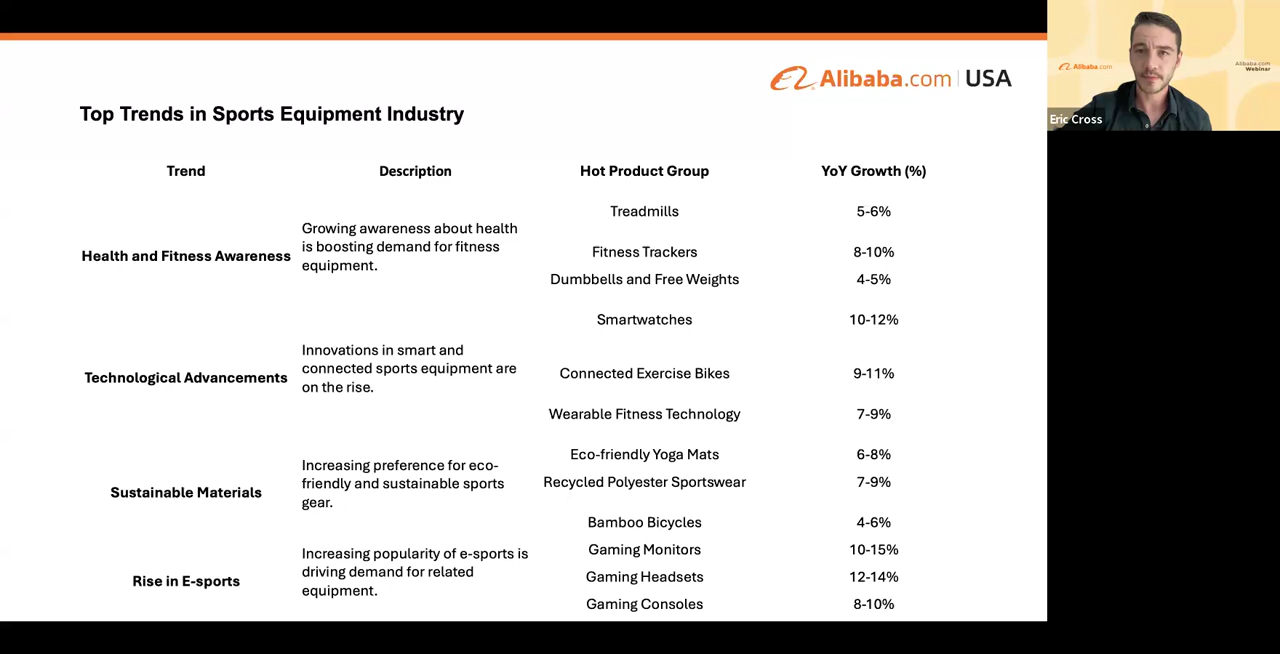 Alibaba.com | USA
Alibaba.com
Alibaba.com
Webinar
Eric Cross
Top Trends in Sports Equipment Industry
Trend Description Hot Product Group YoY Growth (%)
Health and Fitness Awareness
Growing awareness about health
is boosting demand for fitness
equipment.
Treadmills 5-6%
Fitness Trackers 8-10%
Dumbbells and Free Weights 4-5%
Technological Advancements
Innovations in smart and
connected sports equipment are
on the rise.
Smartwatches 10-12%
Connected Exercise Bikes 9-11%
Wearable Fitness Technology 7-9%
Sustainable Materials
Increasing preference for eco-
friendly and sustainable sports
gear.
Eco-friendly Yoga Mats 6-8%
Recycled Polyester Sportswear 7-9%
Bamboo Bicycles 4-6%
Rise in E-sports
Increasing popularity of e-sports is
driving demand for related
equipment.
Gaming Monitors 10-15%
Gaming Headsets 12-14%
Gaming Consoles 8-10%